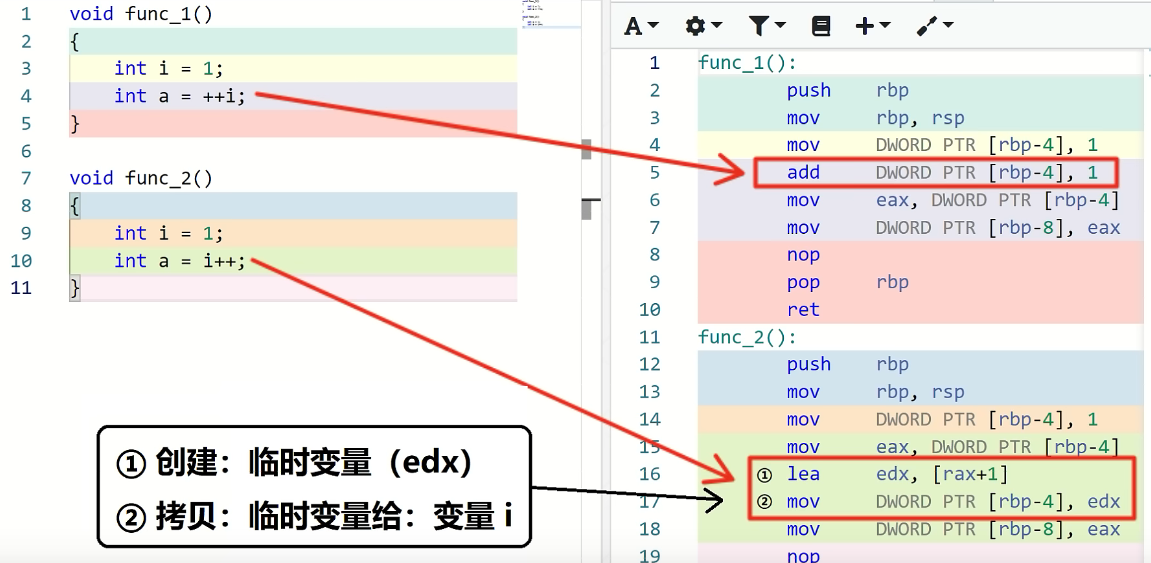 1 void func_1()
2 {
3 int i = 1;
4 int a = ++i;
5 }
6
7 void func_2()
8 {
9 int i = 1;
10 int a = i++;
11 }
① 创建：临时变量（edx）
② 拷贝：临时变量给：变量 i
A
1 func_1():
2 push rbp
3 mov rbp, rsp
4 mov DWORD PTR [rbp-4], 1
5 add DWORD PTR [rbp-4], 1
6 mov eax, DWORD PTR [rbp-4]
7 mov DWORD PTR [rbp-8], eax
8 nop
9 pop rbp
10 ret
11 func_2():
12 push rbp
13 mov rbp, rsp
14 mov DWORD PTR [rbp-4], 1
15 mov eax, DWORD PTR [rbp-4]
16 ① lea edx, [rax+1]
17 ② mov DWORD PTR [rbp-4], edx
18 mov DWORD PTR [rbp-8], eax
19 nop